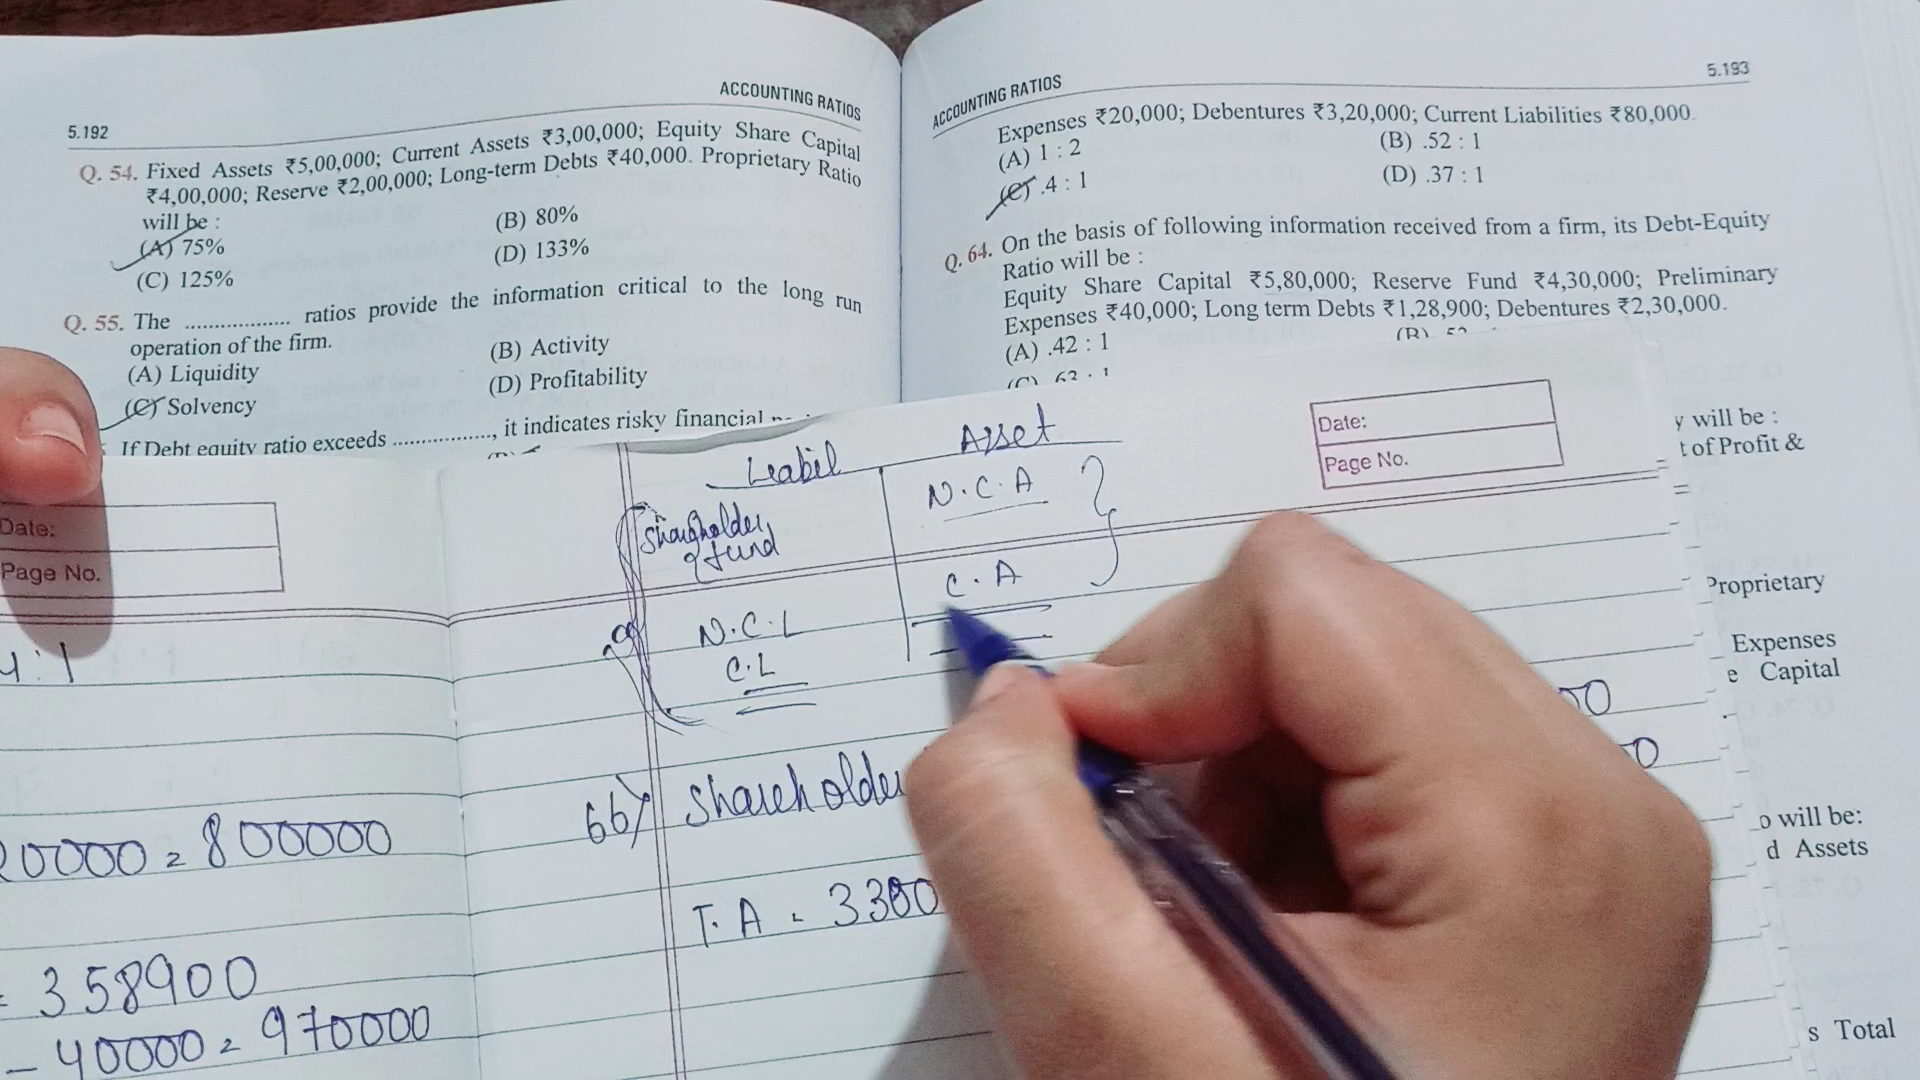 5.192
ACCOUNTING RATIOS
Q. 54. Fixed Assets ₹5,00,000; Current Assets ₹3,00,000; Equity Share Capital
₹4,00,000; Reserve ₹2,00,000; Long-term Debts ₹40,000. Proprietary Ratio
will be :
(A) 75%
(B) 80%
(C) 125%
(D) 133%
Q. 55. The .................. ratios provide the information critical to the long run
operation of the firm.
(A) Liquidity
(B) Activity
(C) Solvency
(D) Profitability
If Debt equity ratio exceeds .................., it indicates risky financial
ACCOUNTING RATIOS
5.193
Expenses ₹20,000; Debentures ₹3,20,000; Current Liabilities ₹80,000.
(A) 1 : 2
(B) .52 : 1
(C) .4 : 1
(D) .37 : 1
Q. 64. On the basis of following information received from a firm, its Debt-Equity
Ratio will be :
Equity Share Capital ₹5,80,000; Reserve Fund ₹4,30,000; Preliminary
Expenses ₹40,000; Long term Debts ₹1,28,900; Debentures ₹2,30,000.
(A) .42 : 1
y will be :
t of Profit &
Proprietary
Expenses
e Capital
o will be:
d Assets
s Total
Date:
Page No.
4:1
20000 = 800000
= 358900
- 40000 = 970000
Date:
Page No.
Leabil
Asset
Shareholder
fund
N.C.A
C.A
N.C.L
C.L
66) Shareholder
T.A = 3300